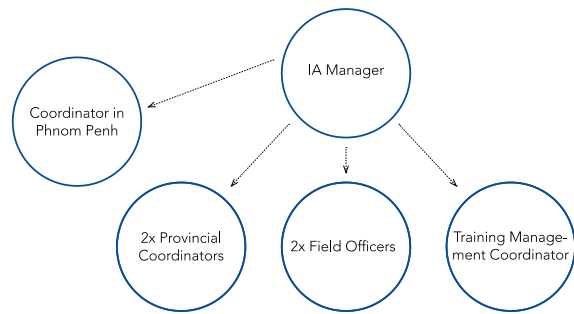 IA Manager
Coordinator in
Phnom Penh
2x Provincial
Coordinators
2x Field Officers
Training Manage-
ment Coordinator